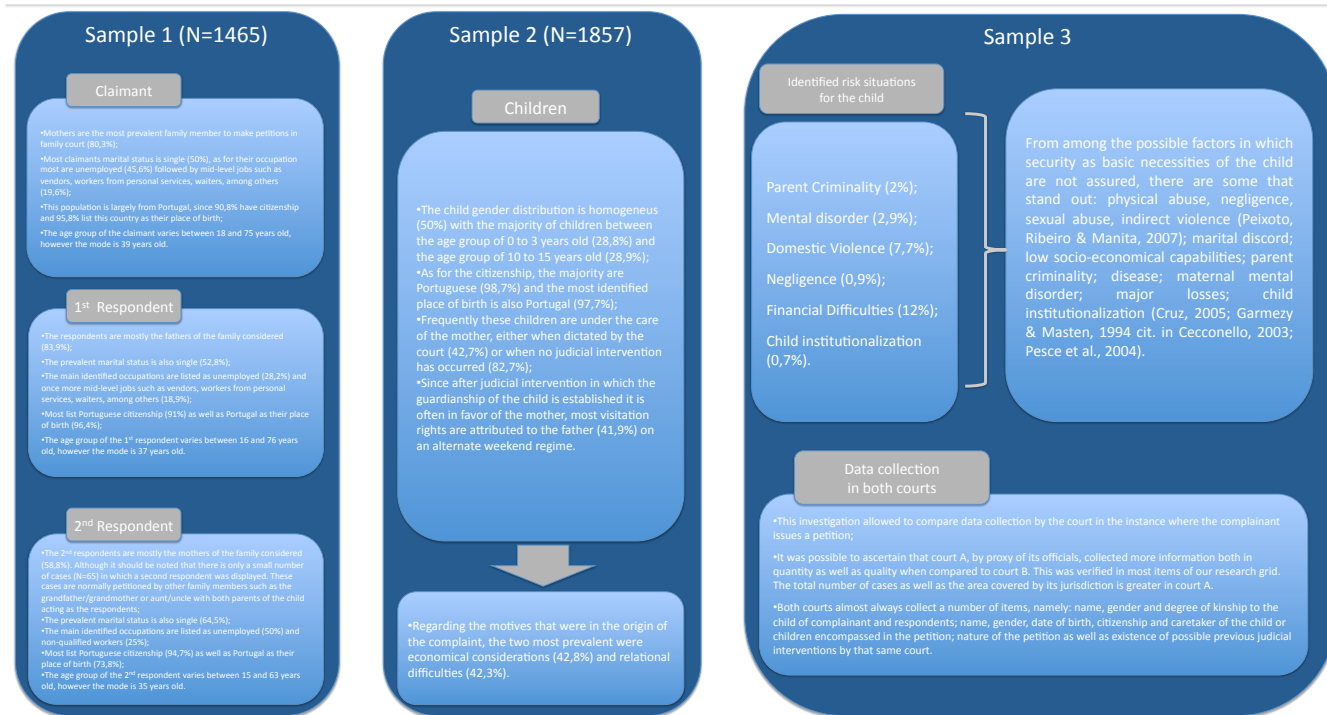 Sample 1 (N=1465)
Claimant
•Mothers are the most prevalent family member to make petitions in
family court (80,3%);
•Most claimants marital status is single (50%), as for their occupation
most are unemployed (45,6%) followed by mid-level jobs such as
vendors, workers from personal services, waiters, among others
(19,6%);
•This population is largely from Portugal, since 90,8% have citizenship
and 95,8% list this country as their place of birth;
•The age group of the claimant varies between 18 and 75 years old,
however the mode is 39 years old.
1st Respondent
•The respondents are mostly the fathers of the family considered
(83,9%);
•The prevalent marital status is also single (52,8%);
•The main identified occupations are listed as unemployed (28,2%) and
once more mid-level jobs such as vendors, workers from personal
services, waiters, among others (18,9%);
•Most list Portuguese citizenship (91%) as well as Portugal as their place
of birth (96,4%);
•The age group of the 1st respondent varies between 16 and 76 years
old, however the mode is 37 years old.
2nd Respondent
•The 2nd respondents are mostly the mothers of the family considered
(58,8%). Although it should be noted that there is only a small number
of cases (N=65) in which a second respondent was displayed. These
cases are normally petitioned by other family members such as the
grandfather/grandmother or aunt/uncle with both parents of the child
acting as the respondents;
•The prevalent marital status is also single (64,5%);
•The main identified occupations are listed as unemployed (50%) and
non-qualified workers (25%);
•Most list Portuguese citizenship (94,7%) as well as Portugal as their
place of birth (73,8%);
•The age group of the 2nd respondent varies between 15 and 63 years
old, however the mode is 35 years old.
Sample 2 (N=1857)
Children
•The child gender distribution is homogeneus
(50%) with the majority of children between
the age group of 0 to 3 years old (28,8%) and
the age group of 10 to 15 years old (28,9%);
•As for the citizenship, the majority are
Portuguese (98,7%) and the most identified
place of birth is also Portugal (97,7%);
•Frequently these children are under the care
of the mother, either when dictated by the
court (42,7%) or when no judicial intervention
has occurred (82,7%);
•Since after judicial intervention in which the
guardianship of the child is established it is
often in favor of the mother, most visitation
rights are attributed to the father (41,9%) on
an alternate weekend regime.
•Regarding the motives that were in the origin of
the complaint, the two most prevalent were
economical considerations (42,8%) and relational
difficulties (42,3%).
Sample 3
Identified risk situations
for the child
Parent Criminality (2%);
Mental disorder (2,9%);
Domestic Violence (7,7%);
Negligence (0,9%);
Financial Difficulties (12%);
Child institutionalization
(0,7%).
From among the possible factors in which
security as basic necessities of the child
are not assured, there are some that
stand out: physical abuse, negligence,
sexual abuse, indirect violence (Peixoto,
Ribeiro & Manita, 2007); marital discord;
low socio-economical capabilities; parent
criminality; disease; maternal mental
disorder; major losses; child
institutionalization (Cruz, 2005; Garmezy
& Masten, 1994 cit. in Cecconello, 2003;
Pesce et al., 2004).
Data collection
in both courts
•This investigation allowed to compare data collection by the court in the instance where the complainant
issues a petition;
•It was possible to ascertain that court A, by proxy of its officials, collected more information both in
quantity as well as quality when compared to court B. This was verified in most items of our research grid.
The total number of cases as well as the area covered by its jurisdiction is greater in court A.
•Both courts almost always collect a number of items, namely: name, gender and degree of kinship to the
child of complainant and respondents; name, gender, date of birth, citizenship and caretaker of the child or
children encompassed in the petition; nature of the petition as well as existence of possible previous judicial
interventions by that same court.